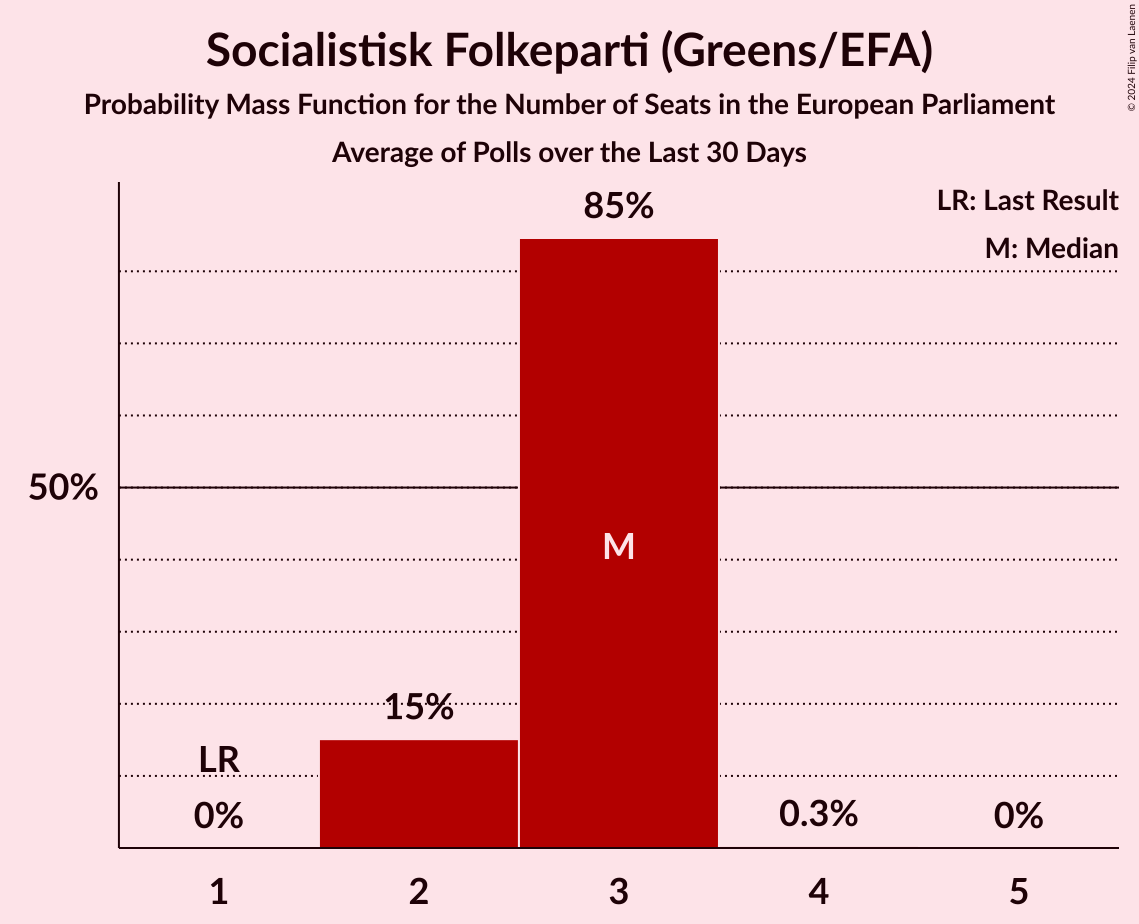 Socialistisk Folkeparti (Greens/EFA)
Probability Mass Function for the Number of Seats in the European Parliament
Average of Polls over the Last 30 Days
© 2024 Filip van Laenen
LR: Last Result
M: Median
85%
50%
M
15%
LR
0%
0.3%
0%
1 2 3 4 5